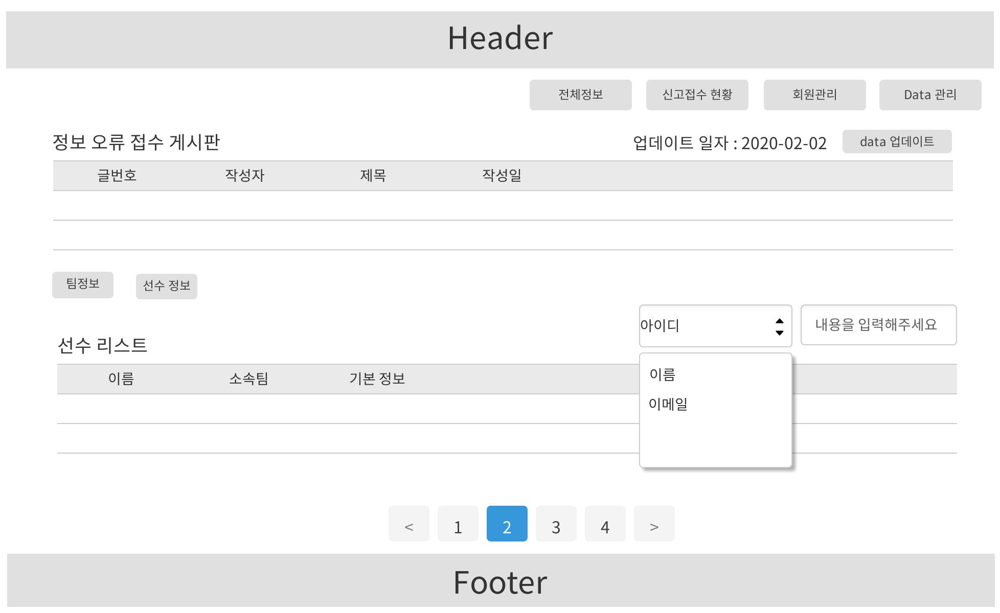 Header
전체정보 신고접수 현황 회원관리 Data 관리
정보 오류 접수 게시판 업데이트 일자 : 2020-02-02 data 업데이트
글번호 작성자 제목 작성일
팀정보 선수 정보
아이디 내용을 입력해주세요
선수 리스트
이름 소속팀 기본 정보
이름
이메일
< 1 2 3 4 >
Footer